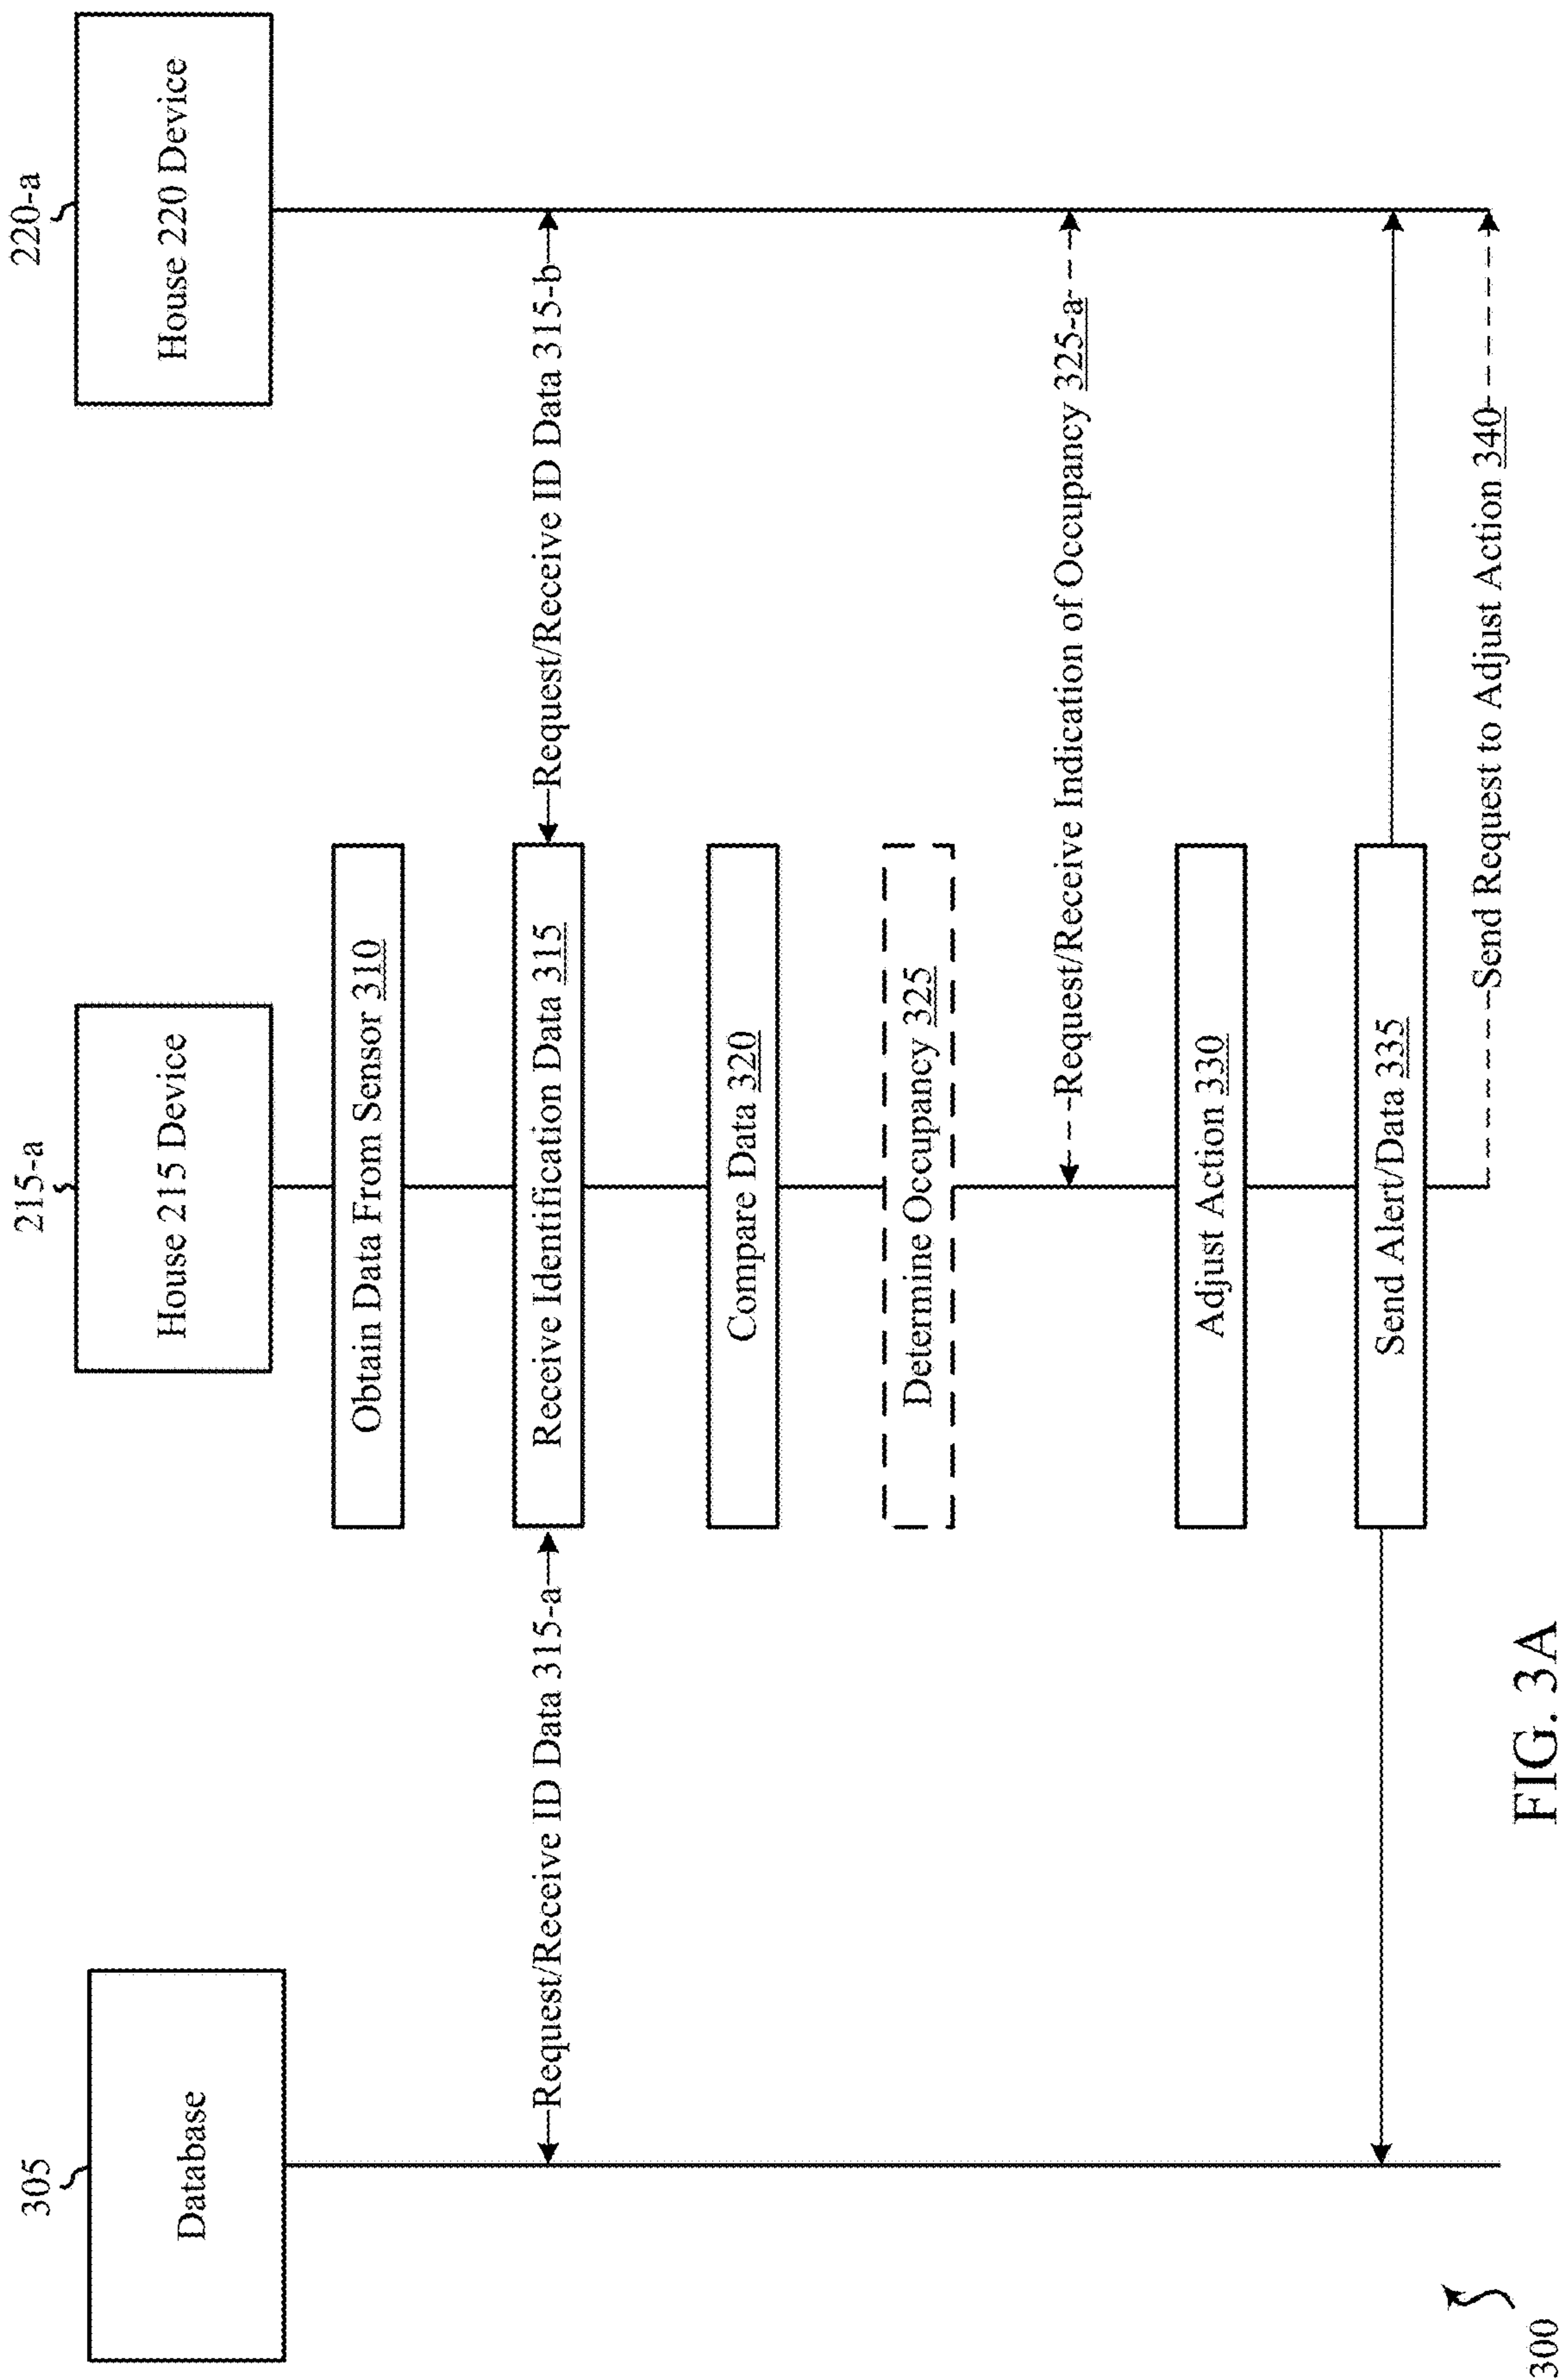 305
215-a
220-a
Database
House 215 Device
House 220 Device
Obtain Data From Sensor 310
Request/Receive ID Data 315-a
Receive Identification Data 315
Request/Receive ID Data 315-b
Compare Data 320
Determine Occupancy 325
Request/Receive Indication of Occupancy 325-a
Adjust Action 330
Send Alert/Data 335
Send Request to Adjust Action 340
300
FIG. 3A